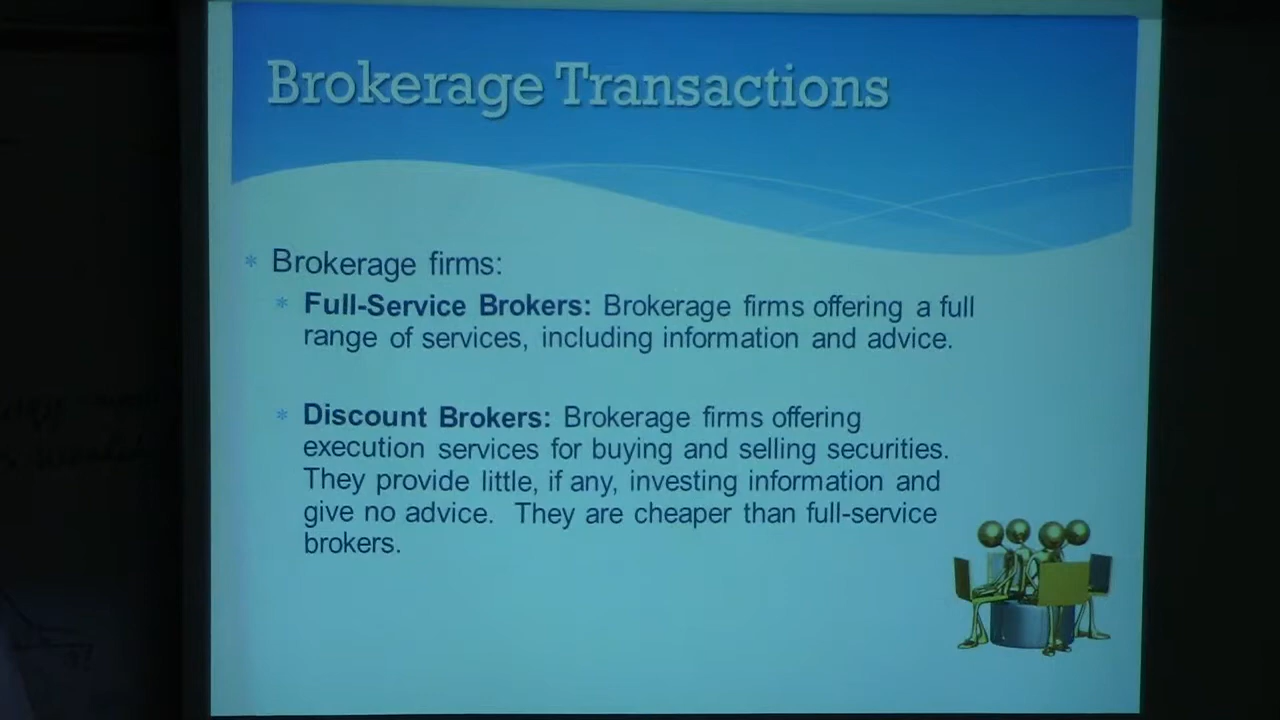 Brokerage Transactions
* Brokerage firms:
* Full-Service Brokers: Brokerage firms offering a full
range of services, including information and advice.
* Discount Brokers: Brokerage firms offering
execution services for buying and selling securities.
They provide little, if any, investing information and
give no advice. They are cheaper than full-service
brokers.